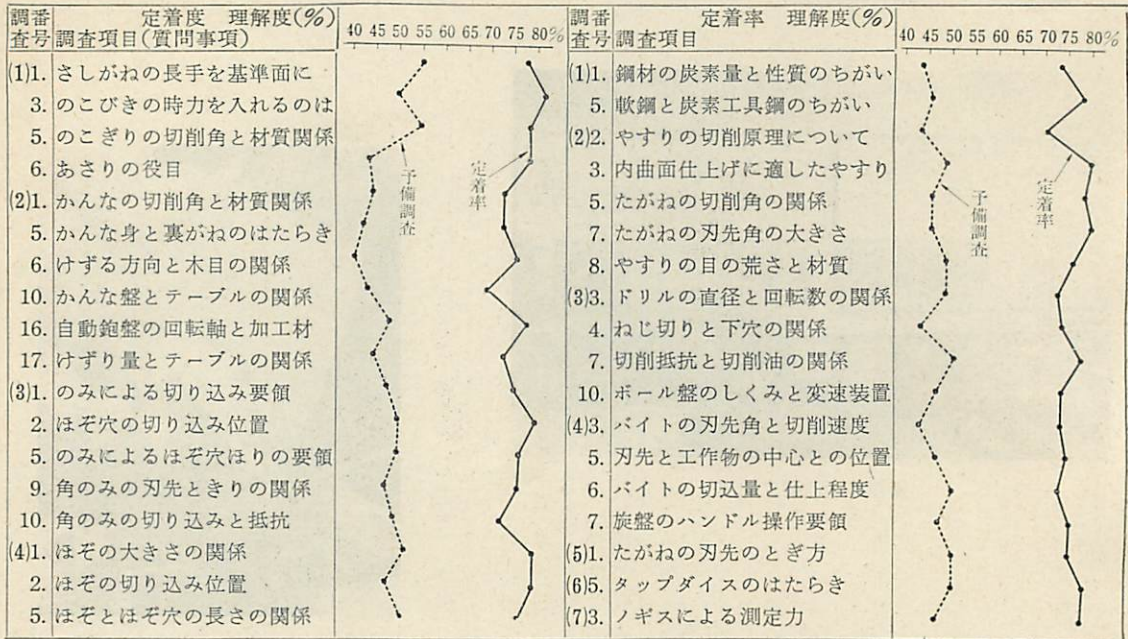 調番 定着度 理解度(%)
査号 調査項目(質問事項)
40 45 50 55 60 65 70 75 80%
(1)1. さしがねの長手を基準面に
3. のこびきの時力を入れるのは
5. のこぎりの切削角と材質関係
6. あさりの役目
(2)1. かんなの切削角と材質関係
5. かんな身と裏がねのはたらき
6. けずる方向と木目の関係
10. かんな盤とテーブルの関係
16. 自動鉋盤の回転軸と加工材
17. けずり量とテーブルの関係
(3)1. のみによる切り込み要領
2. ほぞ穴の切り込み位置
5. のみによるほぞ穴ほりの要領
9. 角のみの刃先ときりの関係
10. 角のみの切り込みと抵抗
(4)1. ほぞの大きさの関係
2. ほぞの切り込み位置
5. ほぞとほぞ穴の長さの関係
予備調査
定着率
調番 定着率 理解度(%)
査号 調査項目
40 45 50 55 60 65 70 75 80%
(1)1. 鋼材の炭素量と性質のちがい
5. 軟鋼と炭素工具鋼のちがい
(2)2. やすりの切削原理について
3. 内曲面仕上げに適したやすり
5. たがねの切削角の関係
7. たがねの刃先角の大きさ
8. やすりの目の荒さと材質
(3)3. ドリルの直径と回転数の関係
4. ねじ切りと下穴の関係
7. 切削抵抗と切削油の関係
10. ボール盤のしくみと変速装置
(4)3. バイトの刃先角と切削速度
5. 刃先と工作物の中心との位置
6. バイトの切込量と仕上程度
7. 旋盤のハンドル操作要領
(5)1. たがねの刃先のとぎ方
(6)5. タップダイスのはたらき
(7)3. ノギスによる測定力
予備調査
定着率